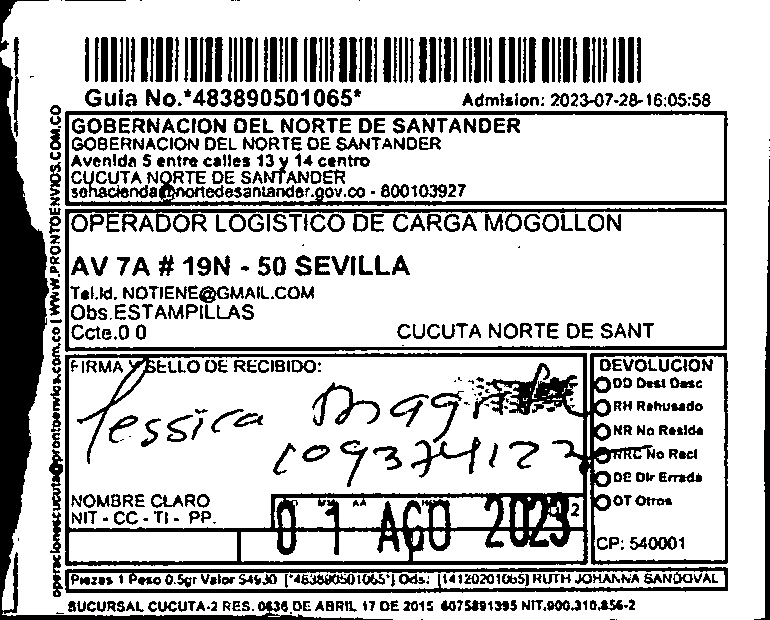 Guia No.*483890501065*
Admision: 2023-07-28-16:05:58
GOBERNACION DEL NORTE DE SANTANDER
GOBERNACION DEL NORTE DE SANTANDER
Avenida 5 entre calles 13 y 14 centro
CUCUTA NORTE DE SANTANDER
sehacienda@nortedesantander.gov.co - 800103927
OPERADOR LOGISTICO DE CARGA MOGOLLON
AV 7A # 19N - 50 SEVILLA
Tel.Id. NOTIENE@GMAIL.COM
Obs.ESTAMPILLAS
Ccte.0 0
CUCUTA NORTE DE SANT
FIRMA Y SELLO DE RECIBIDO:
Jessica
109374122
NOMBRE CLARO
NIT - CC - TI - PP.
01 AGO 2023
DEVOLUCION
DD Dest Desc
RH Rehusado
NR No Reside
NRC No Recl
DE Dir Errada
OT Otros
CP: 540001
Piezas 1 Peso 0.5gr Valor $4930 [*483890501065*] Ods: [14120201065] RUTH JOHANNA SANDOVAL
SUCURSAL CUCUTA-2 RES. 0636 DE ABRIL 17 DE 2015 6075891395 NIT.900.310.856-2
operacionescucuta@prontoenvios.com.co | WWW.PRONTOENVIOS.COM.CO